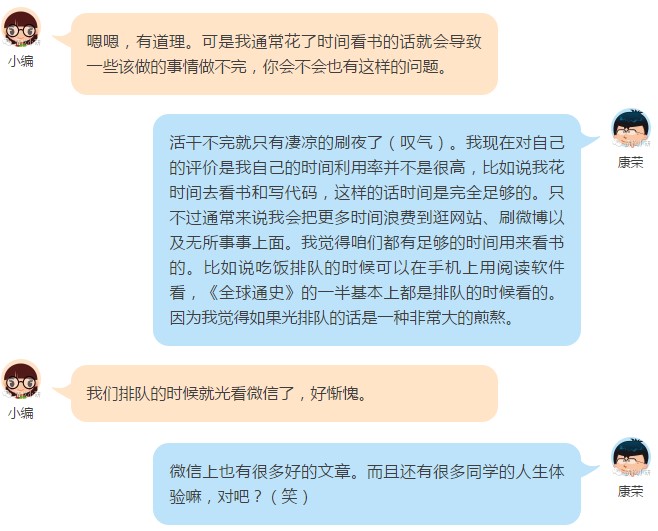 嗯嗯，有道理。可是我通常花了时间看书的话就会导致
一些该做的事情做不完，你会不会也有这样的问题。
小编
活干不完就只有凄凉的刷夜了（叹气）。我现在对自己
的评价是我自己的时间利用率并不是很高，比如说我花
时间去看书和写代码，这样的话时间是完全足够的。只
不过通常来说我会把更多时间浪费到逛网站、刷微博以
及无所事事上面。我觉得咱们都有足够的时间用来看书
的。比如说吃饭排队的时候可以在手机上用阅读软件
看，《全球通史》的一半基本上都是排队的时候看的。
因为我觉得如果光排队的话是一种非常大的煎熬。
康荣
我们排队的时候就光看微信了，好惭愧。
小编
微信上也有很多好的文章。而且还有很多同学的人生体
验嘛，对吧？（笑）
康荣